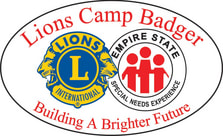 Lions Camp Badger
LIONS
L
INTERNATIONAL
EMPIRE STATE
SPECIAL NEEDS EXPERIENCE
Building A Brighter Future